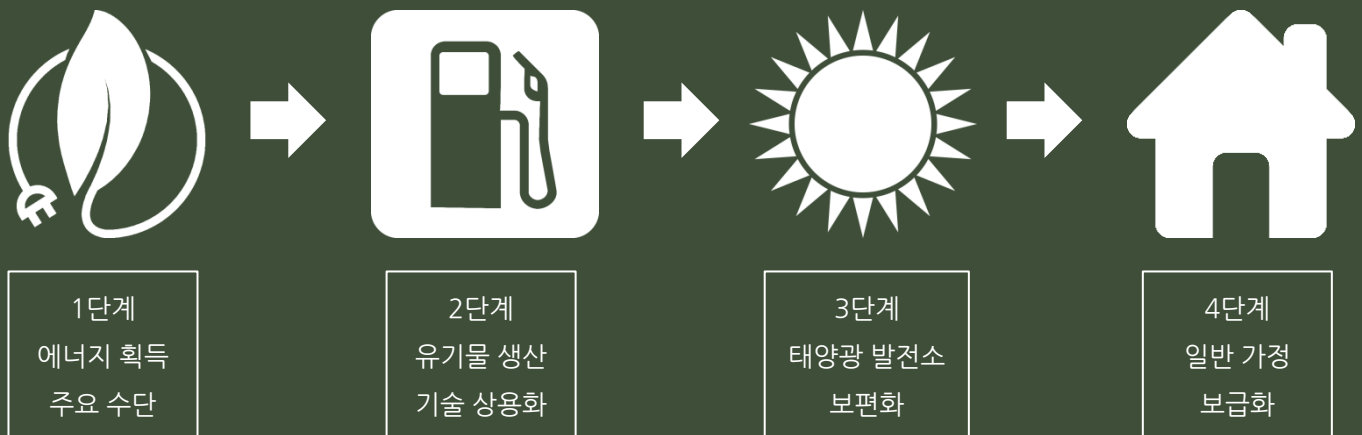 1단계
에너지 획득
주요 수단
2단계
유기물 생산
기술 상용화
3단계
태양광 발전소
보편화
4단계
일반 가정
보급화